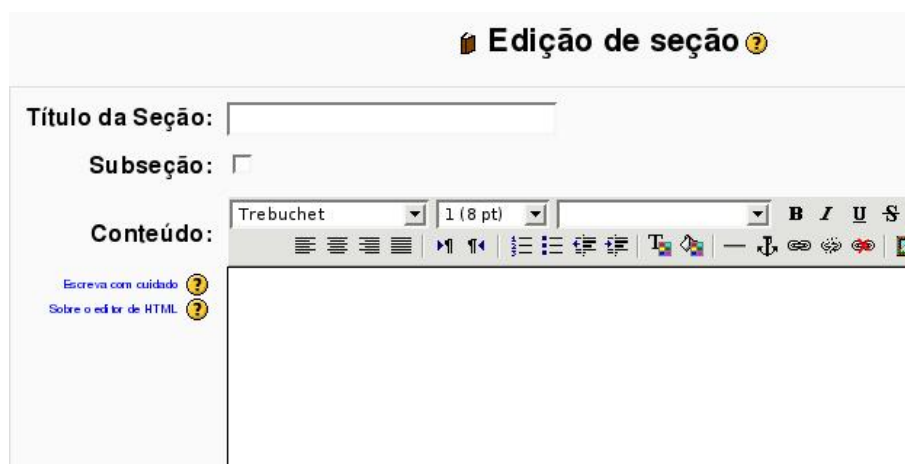 Edição de seção
Título da Seção:
Subseção:
Conteúdo:
Trebuchet 1 (8 pt) B I U S
Escreva com cuidado
Sobre o editor de HTML